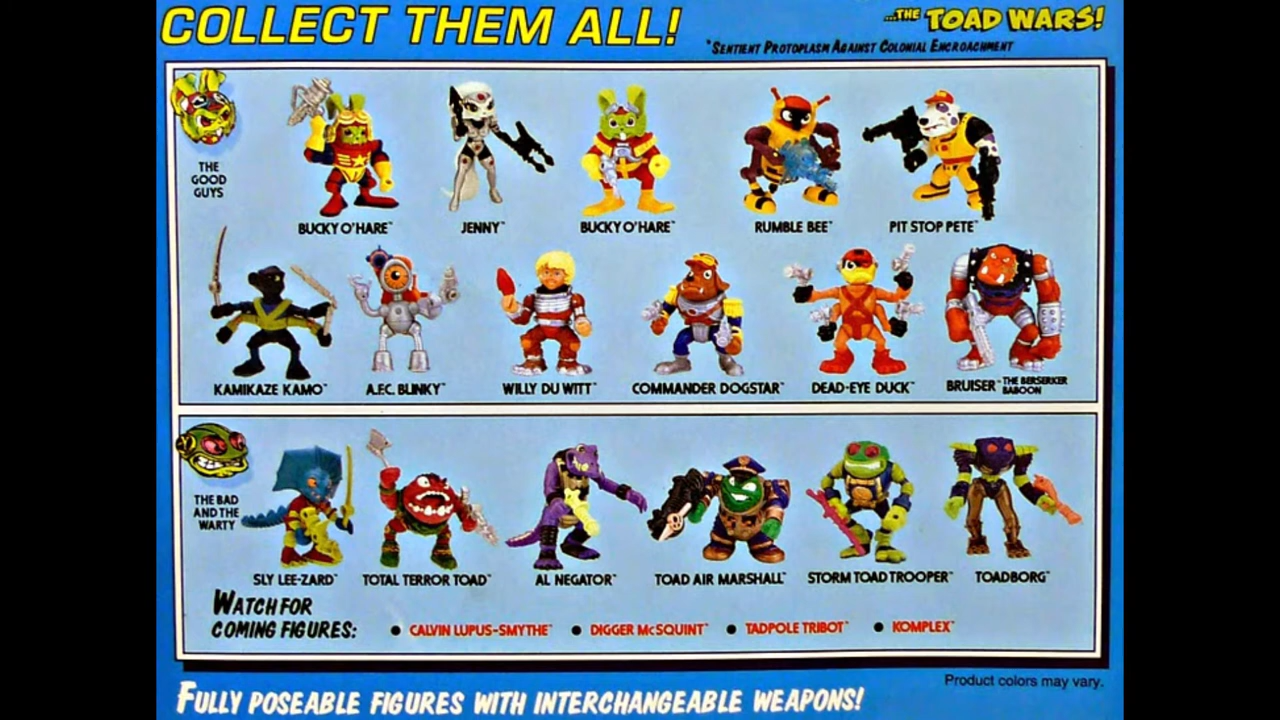 COLLECT THEM ALL!
...THE TOAD WARS!
*SENTIENT PROTOPLASM AGAINST COLONIAL ENCROACHMENT
THE
GOOD
GUYS
BUCKY O'HARE™
JENNY™
BUCKY O'HARE™
RUMBLE BEE™
PIT STOP PETE™
KAMIKAZE KAMO™
A.F.C. BLINKY™
WILLY DU WITT™
COMMANDER DOGSTAR™
DEAD-EYE DUCK™
BRUISER™ THE BERSERKER
BABOON
THE BAD
AND THE
WARTY
SLY LEE-ZARD™
TOTAL TERROR TOAD™
AL NEGATOR™
TOAD AIR MARSHALL™
STORM TOAD TROOPER™
TOADBORG™
WATCH FOR
COMING FIGURES:
• CALVIN LUPUS-SMYTHE™ • DIGGER McSQUINT™ • TADPOLE TRIBOT™ • KOMPLEX™
Product colors may vary.
FULLY POSEABLE FIGURES WITH INTERCHANGEABLE WEAPONS!